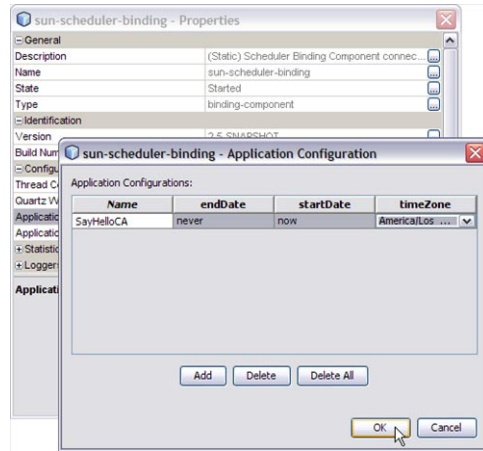 sun-scheduler-binding - Properties
General
Description (Static) Scheduler Binding Component connec... ...
Name sun-scheduler-binding ...
State Started ...
Type binding-component ...
Identification
Version 2.5 SNAPSHOT
Build Num
Configu
Thread C
Quartz W
Applicatio
Applicatio
Statistic
Logger
Applicati
sun-scheduler-binding - Application Configuration
Application Configurations:
Name endDate startDate timeZone
SayHelloCA never now America/Los ...
Add Delete Delete All
OK Cancel